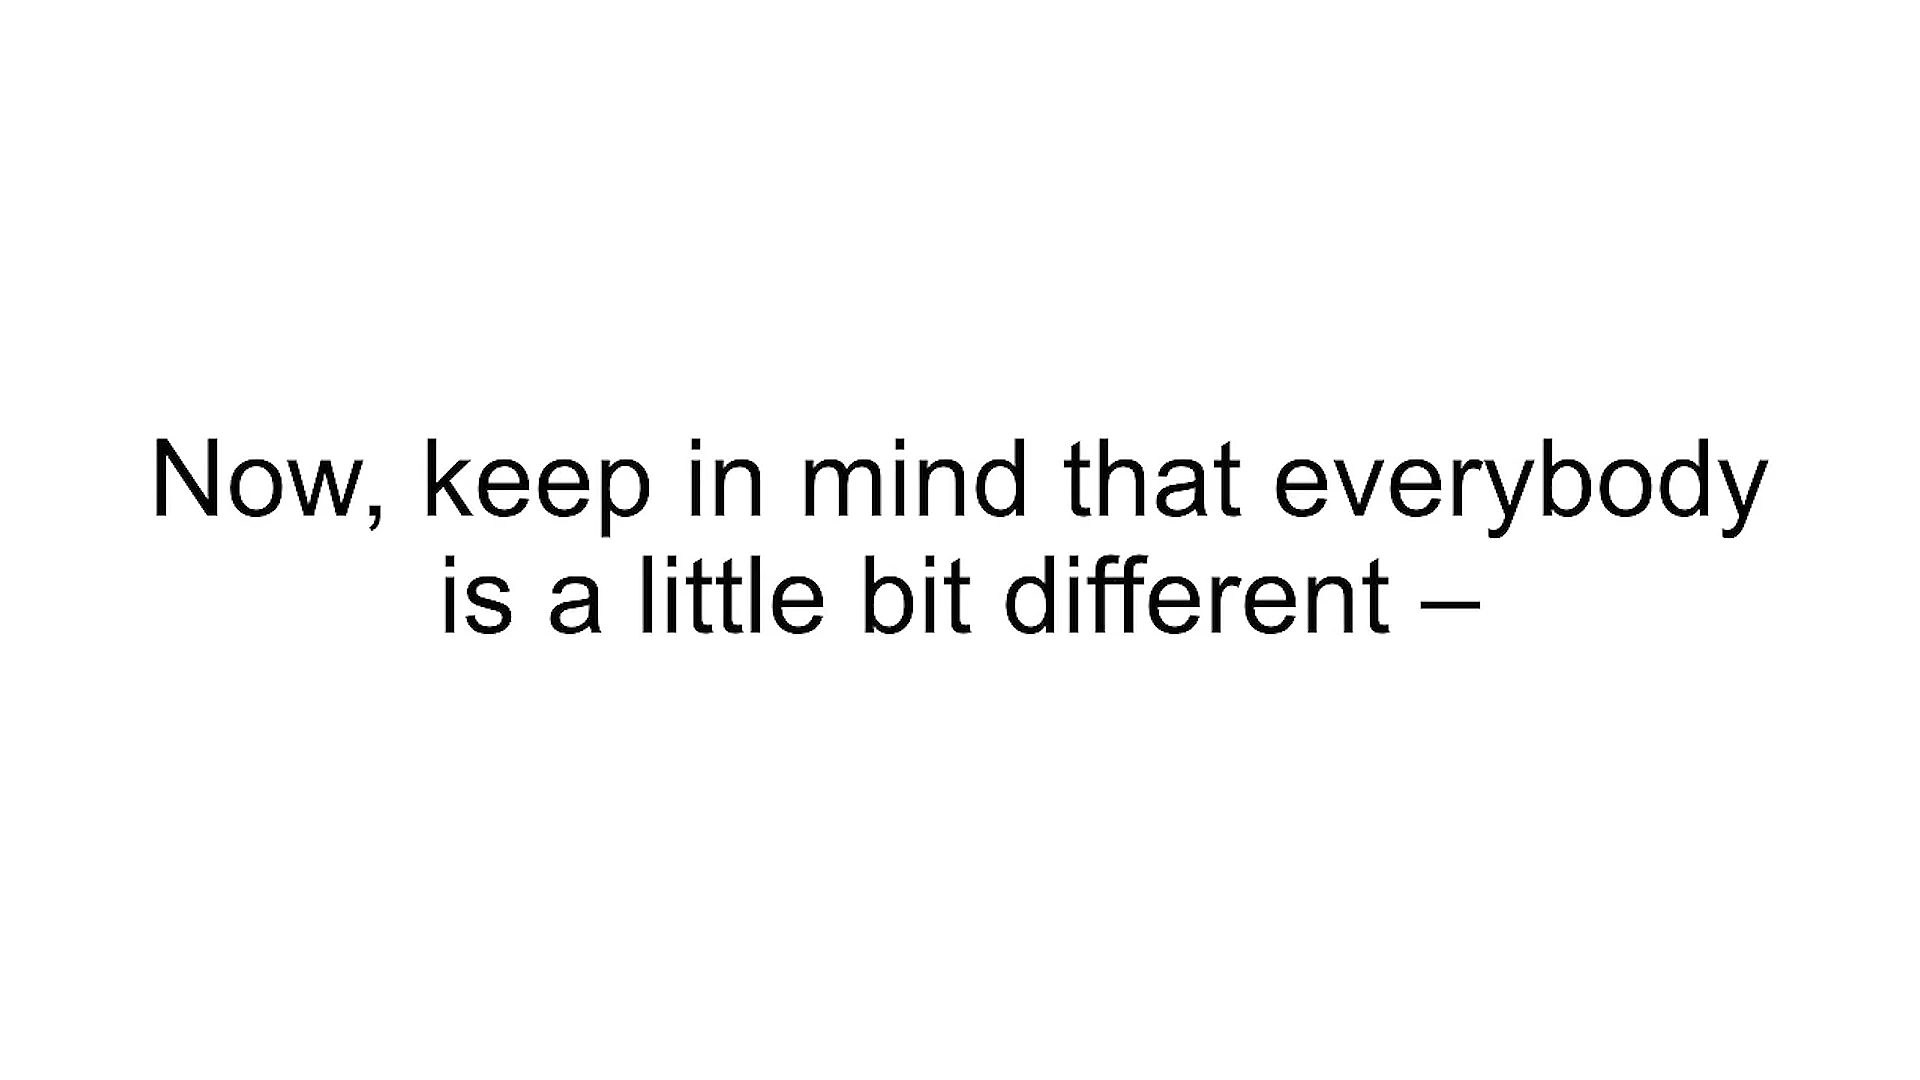 Now, keep in mind that everybody
is a little bit different –